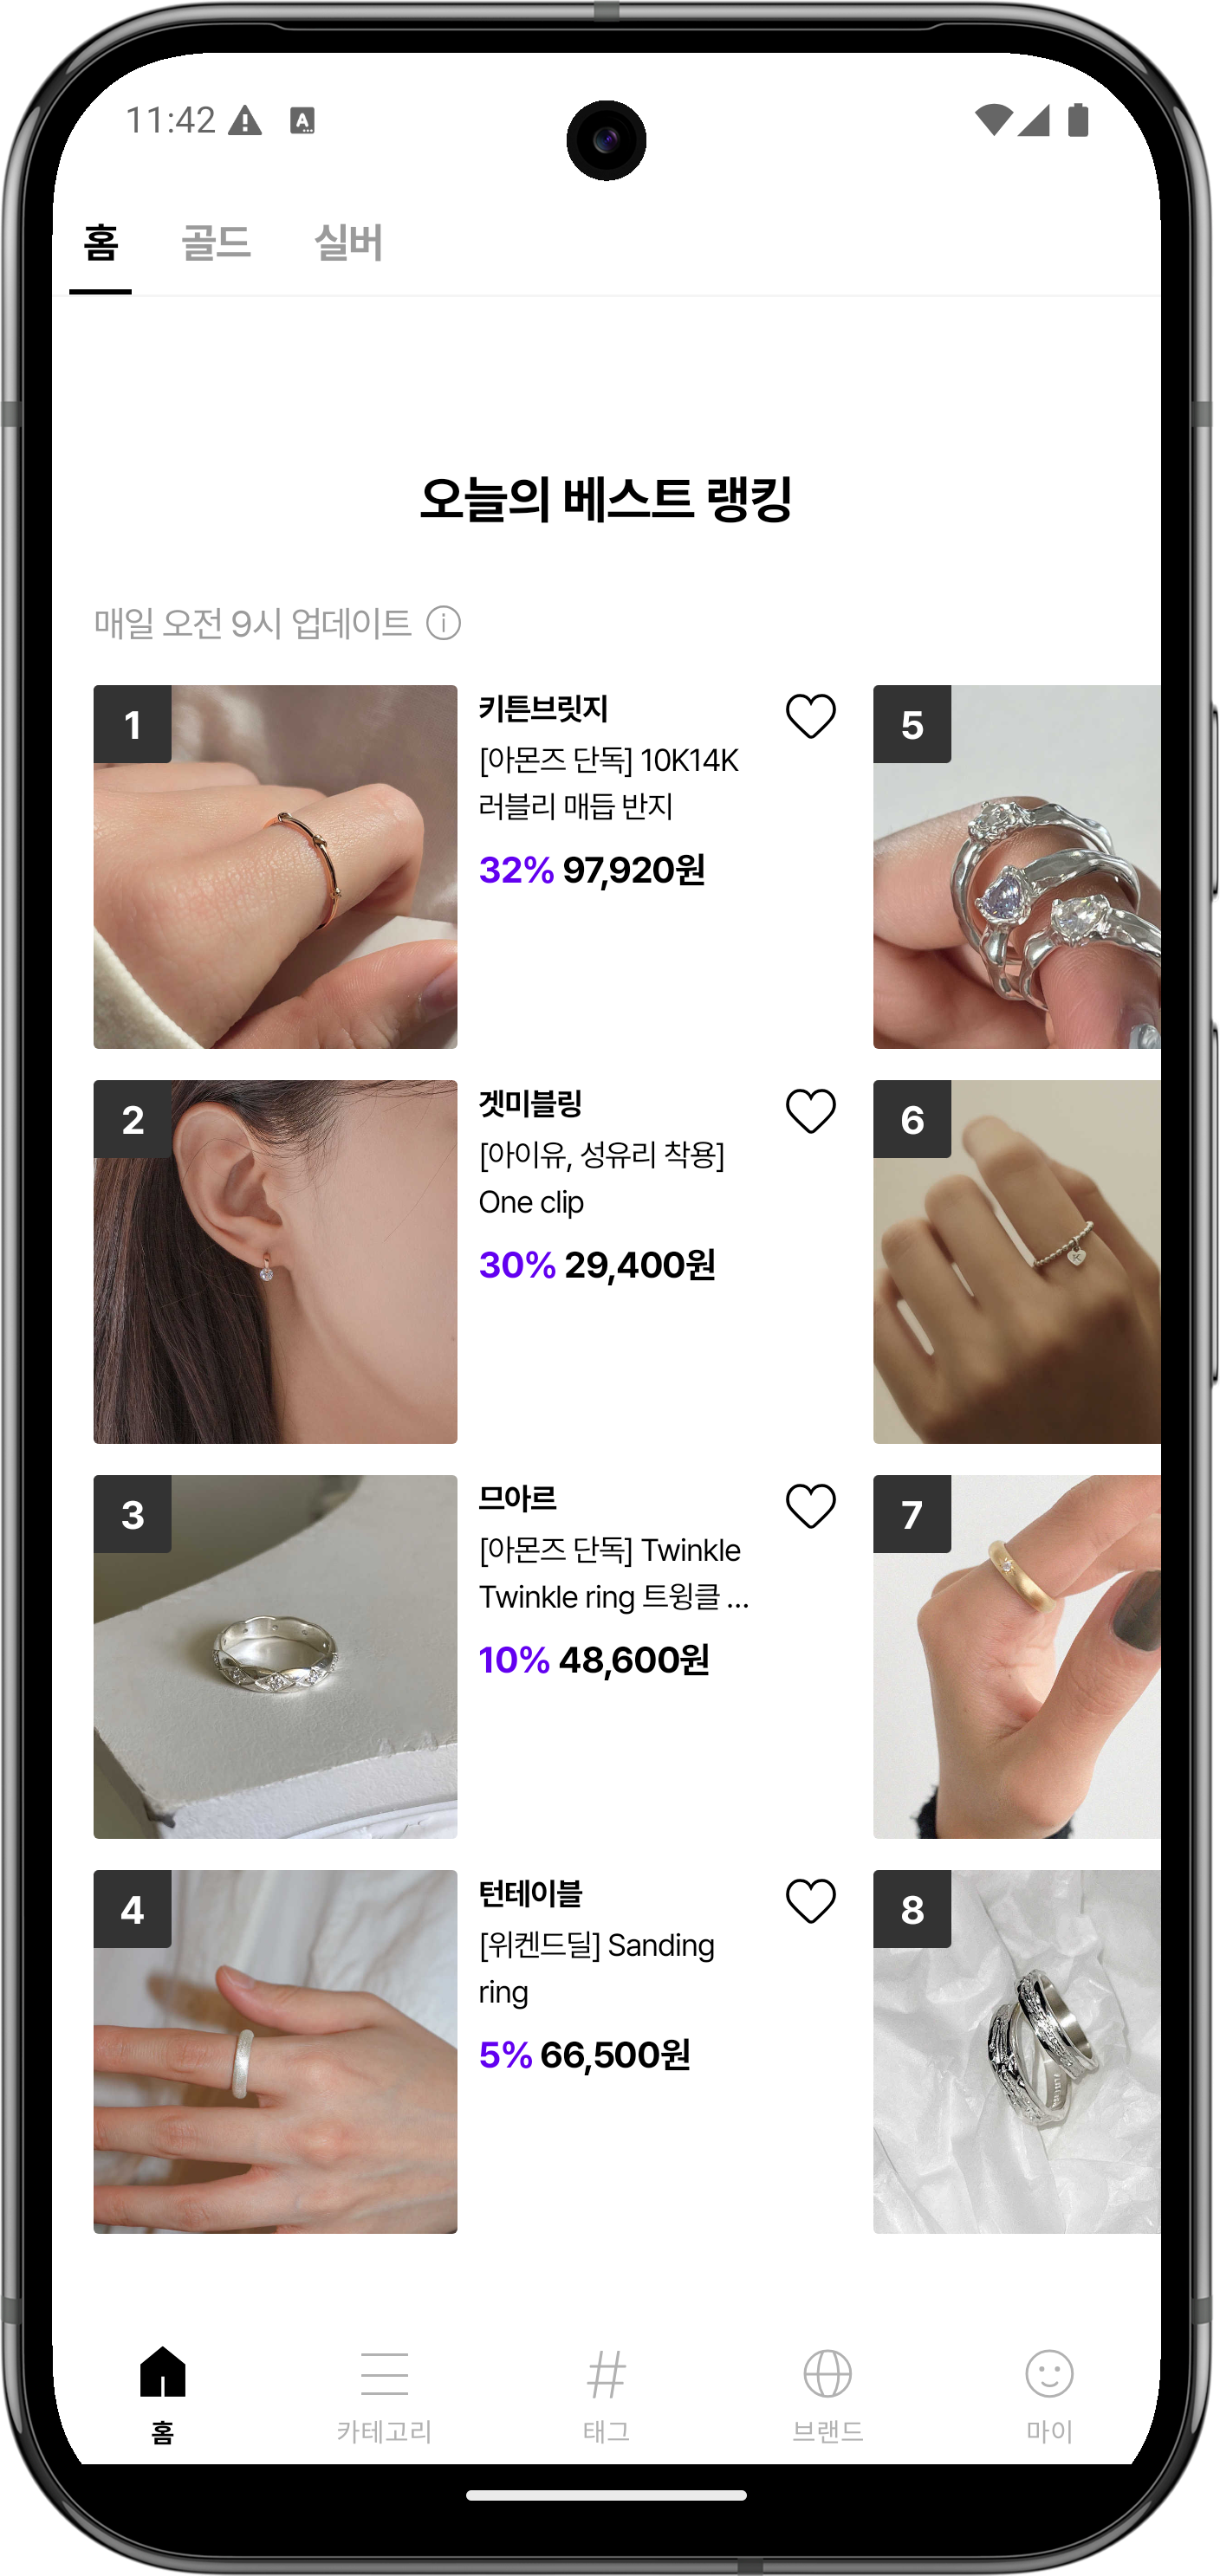 11:42
홈 골드 실버
오늘의 베스트 랭킹
매일 오전 9시 업데이트
1
키튼브릿지
[아몬즈 단독] 10K14K
러블리 매듭 반지
32% 97,920원
2
겟미블링
[아이유, 성유리 착용]
One clip
30% 29,400원
3
므아르
[아몬즈 단독] Twinkle
Twinkle ring 트윙클 ...
10% 48,600원
4
턴테이블
[위켄드딜] Sanding
ring
5% 66,500원
5
6
7
8
홈 카테고리 태그 브랜드 마이